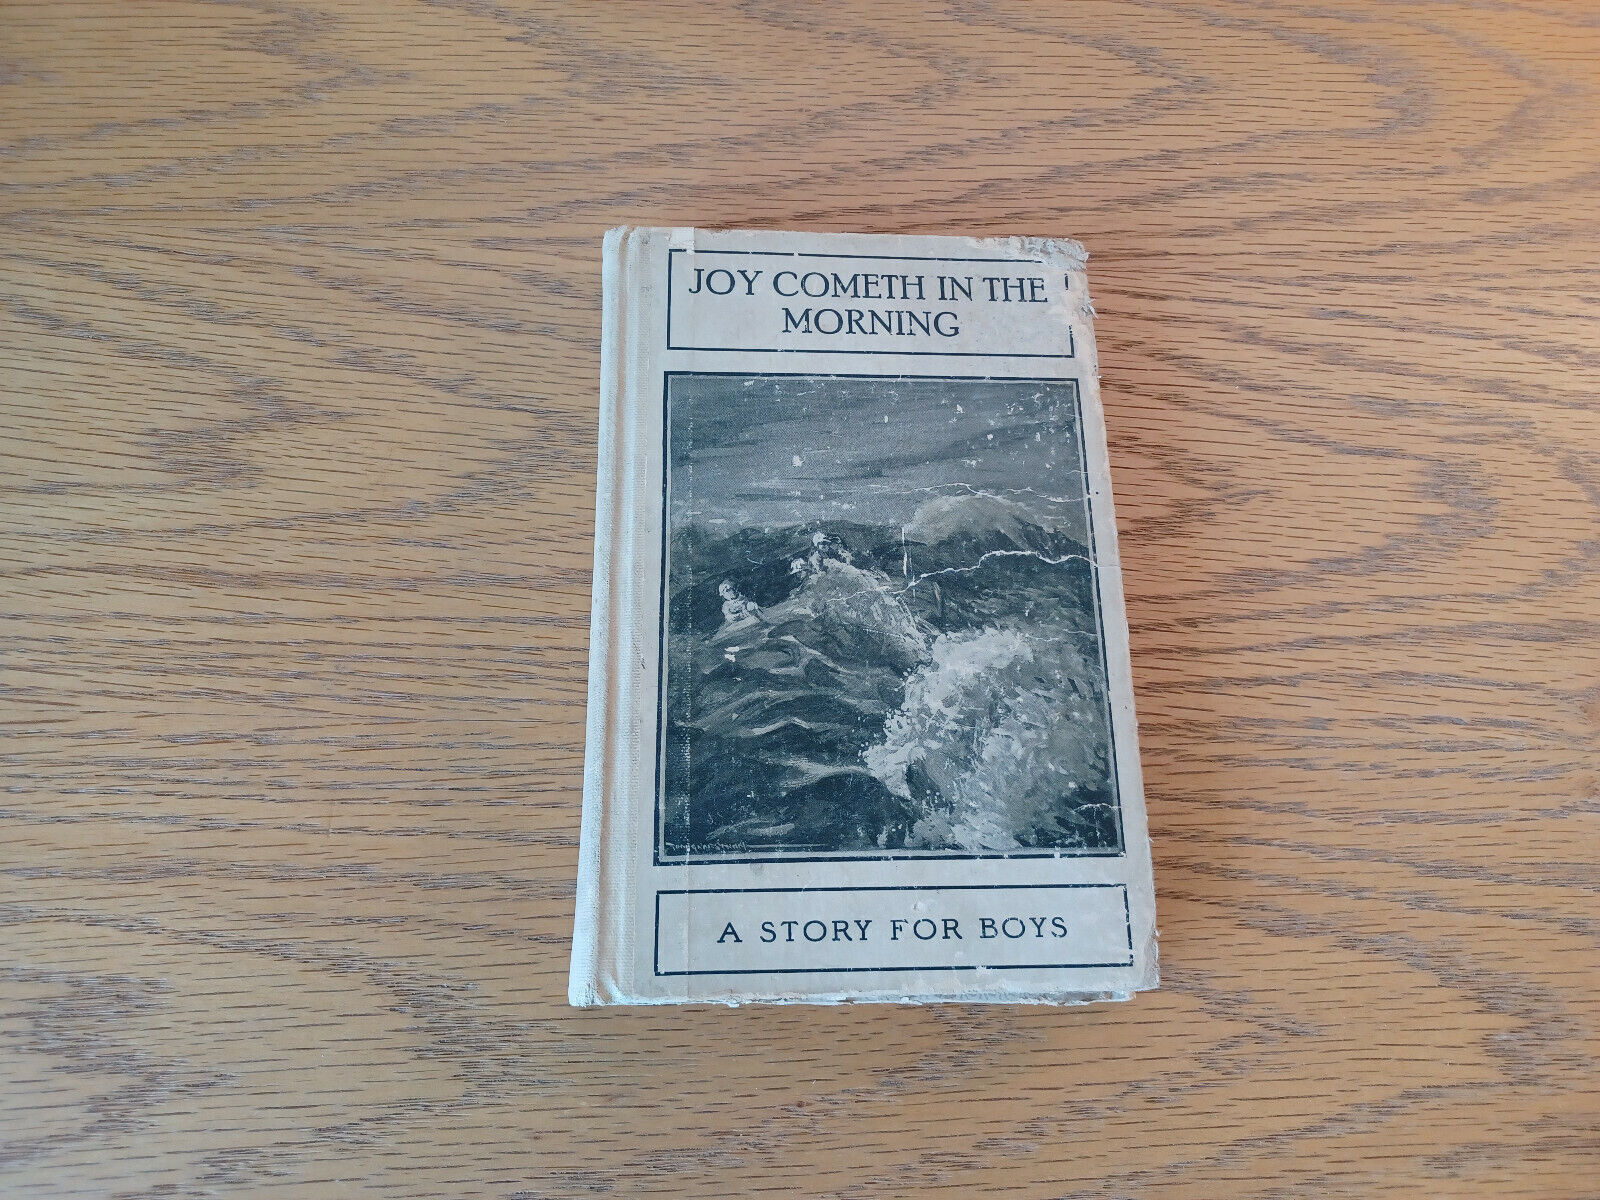 JOY COMETH IN THE
MORNING
A STORY FOR BOYS